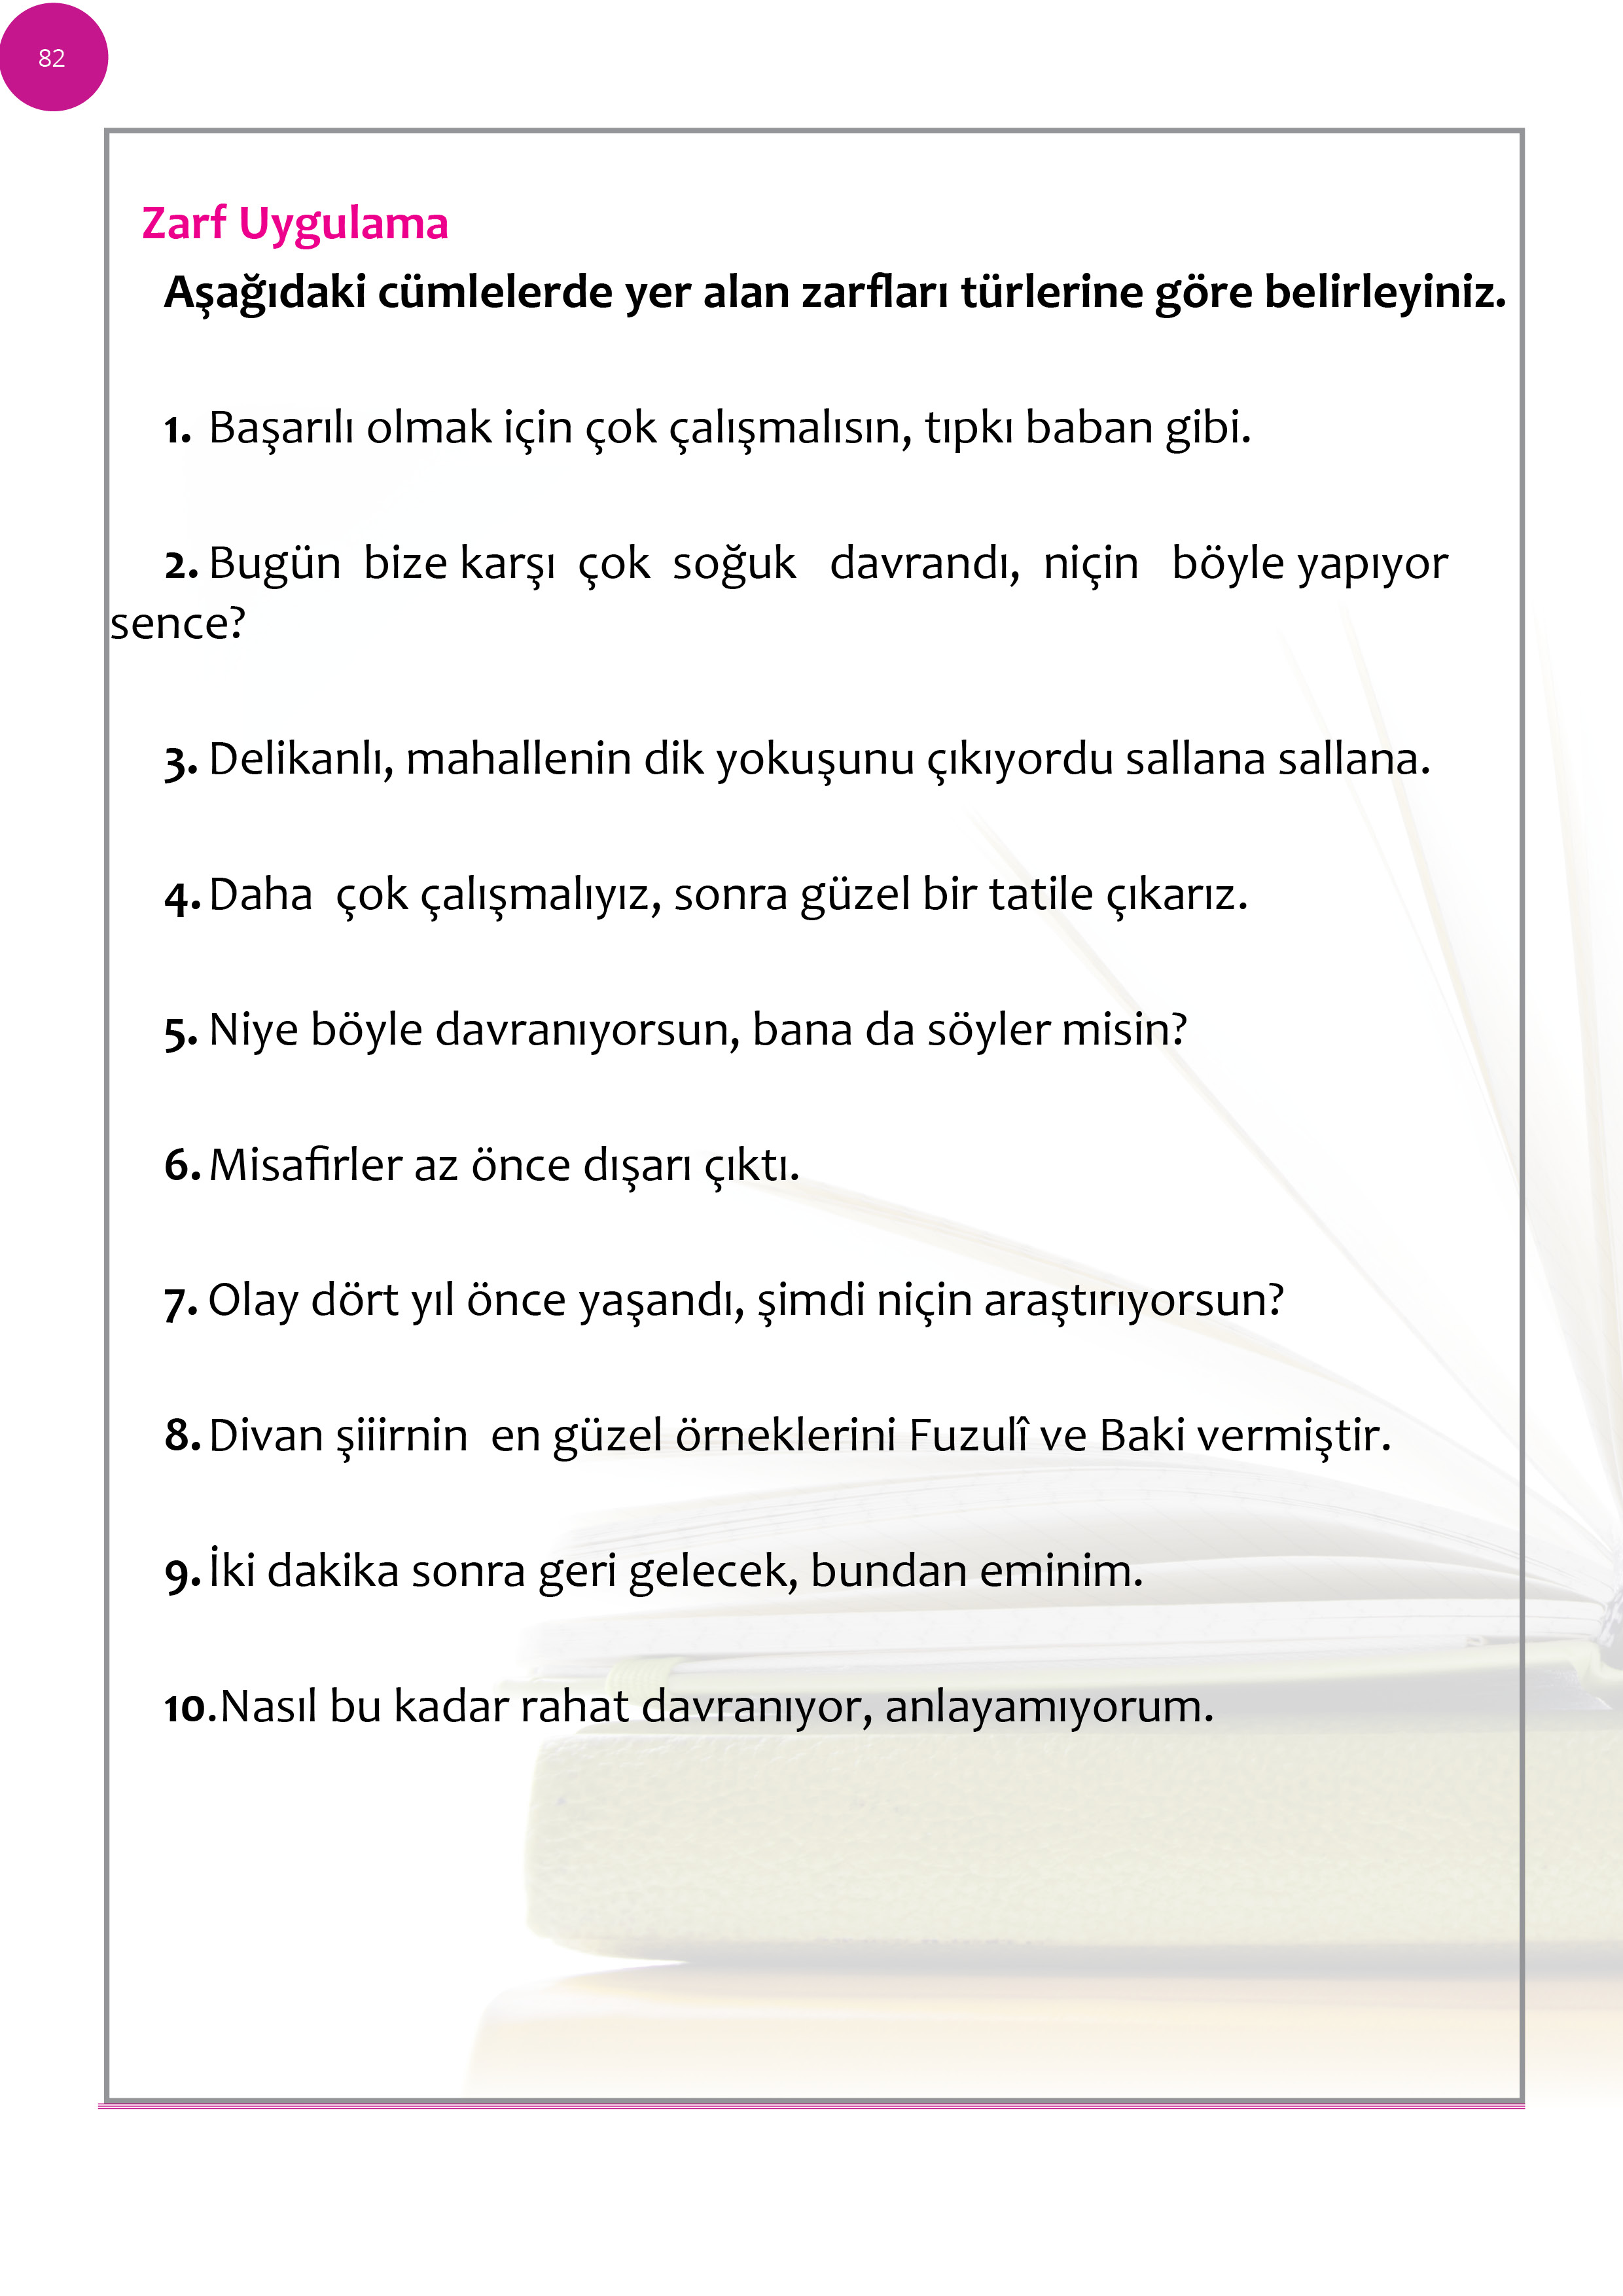 82
Zarf Uygulama
Aşağıdaki cümlelerde yer alan zarfları türlerine göre belirleyiniz.
1. Başarılı olmak için çok çalışmalısın, tıpkı baban gibi.
2. Bugün bize karşı çok soğuk davrandı, niçin böyle yapıyor
sence?
3. Delikanlı, mahallenin dik yokuşunu çıkıyordu sallana sallana.
4. Daha çok çalışmalıyız, sonra güzel bir tatile çıkarız.
5. Niye böyle davranıyorsun, bana da söyler misin?
6. Misafirler az önce dışarı çıktı.
7. Olay dört yıl önce yaşandı, şimdi niçin araştırıyorsun?
8. Divan şiiirnin en güzel örneklerini Fuzulî ve Baki vermiştir.
9. İki dakika sonra geri gelecek, bundan eminim.
10.Nasıl bu kadar rahat davranıyor, anlayamıyorum.